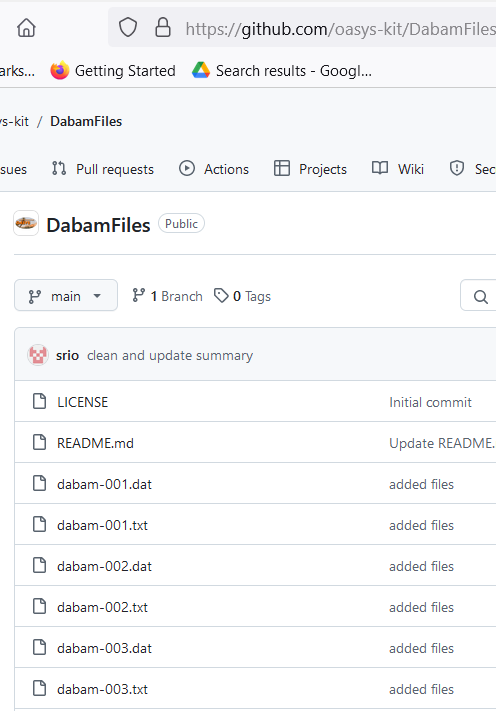 https://github.com/oasys-kit/DabamFiles
arks... Getting Started Search results - Googl...
ys-kit / DabamFiles
sues Pull requests Actions Projects Wiki Sec
DabamFiles Public
main 1 Branch 0 Tags
srio clean and update summary
LICENSE Initial commit
README.md Update README.
dabam-001.dat added files
dabam-001.txt added files
dabam-002.dat added files
dabam-002.txt added files
dabam-003.dat added files
dabam-003.txt added files